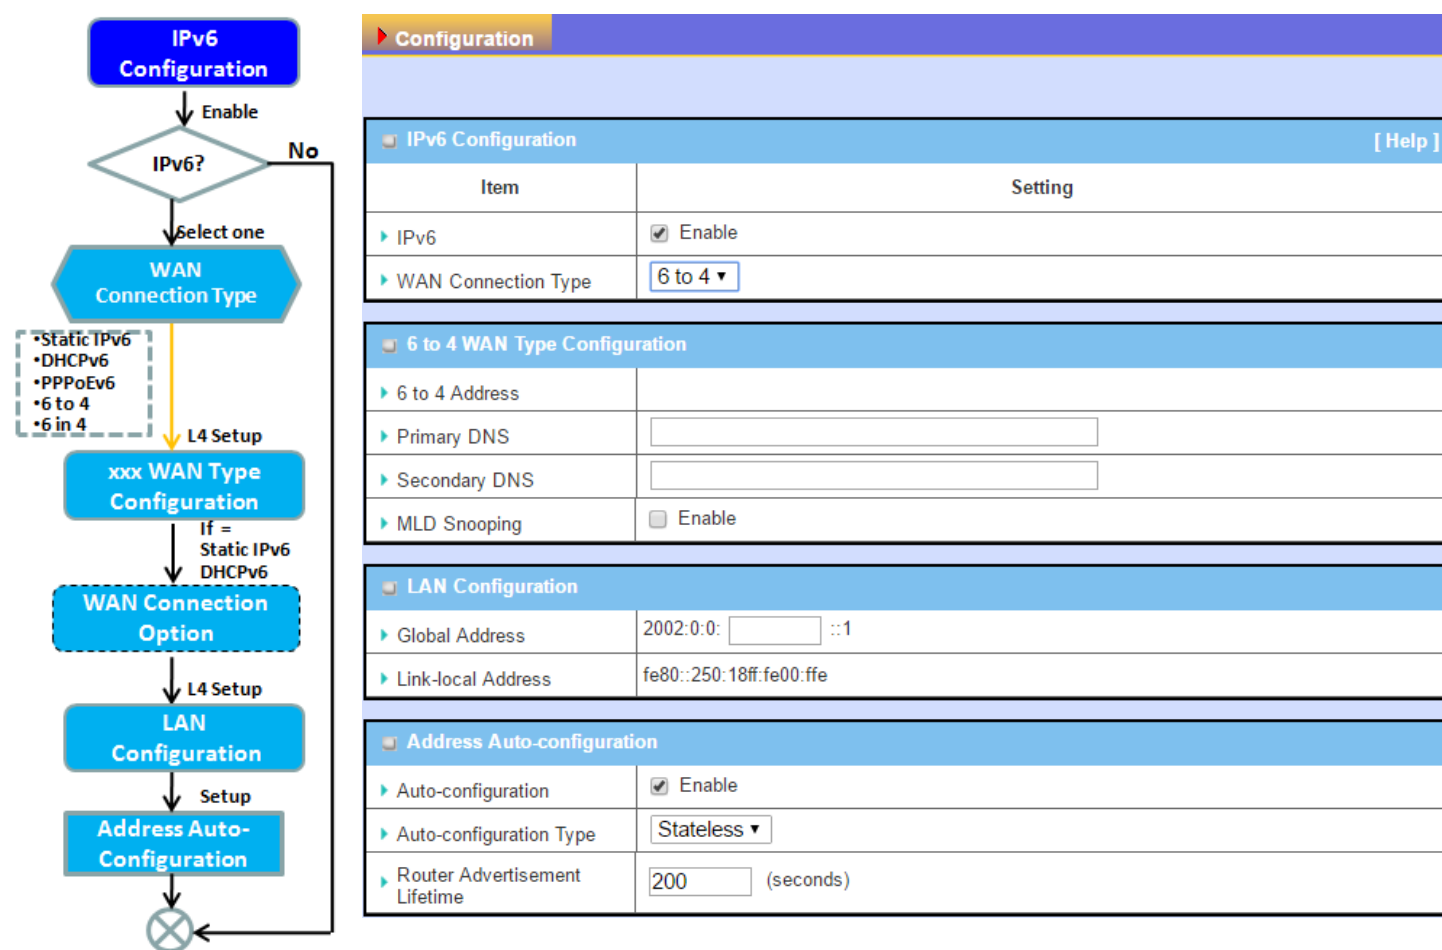 IPv6
Configuration
Enable
IPv6?
No
Select one
WAN
Connection Type
•Static IPv6
•DHCPv6
•PPPoEv6
•6 to 4
•6 in 4
L4 Setup
xxx WAN Type
Configuration
If =
Static IPv6
DHCPv6
WAN Connection
Option
L4 Setup
LAN
Configuration
Setup
Address Auto-
Configuration
Configuration
IPv6 Configuration [ Help ]
Item Setting
IPv6 Enable
WAN Connection Type 6 to 4
6 to 4 WAN Type Configuration
6 to 4 Address
Primary DNS
Secondary DNS
MLD Snooping Enable
LAN Configuration
Global Address 2002:0:0: ::1
Link-local Address fe80::250:18ff:fe00:ffe
Address Auto-configuration
Auto-configuration Enable
Auto-configuration Type Stateless
Router Advertisement
Lifetime 200 (seconds)